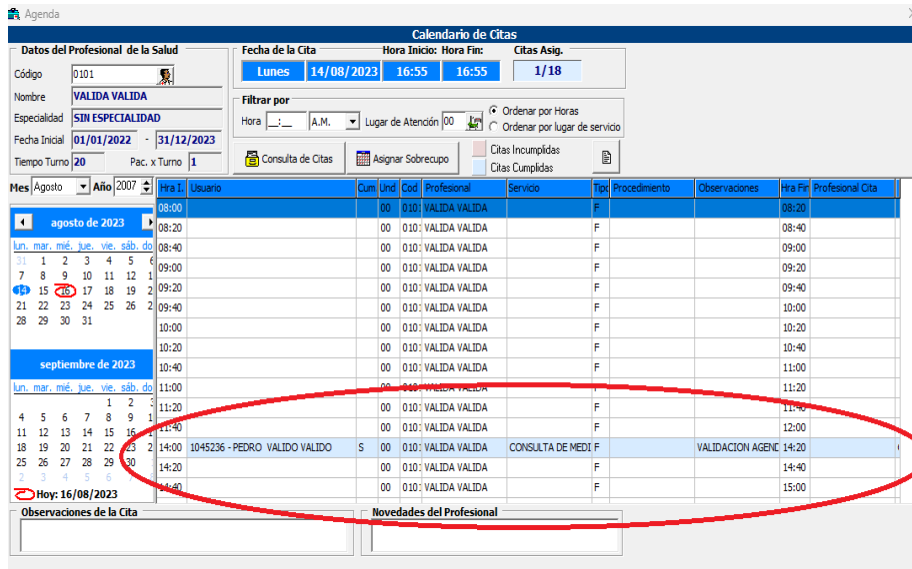 Agenda
Calendario de Citas
Datos del Profesional de la Salud
Código 0101
Nombre VALIDA VALIDA
Especialidad SIN ESPECIALIDAD
Fecha Inicial 01/01/2022 - 31/12/2023
Tiempo Turno 20 Pac. x Turno 1
Fecha de la Cita Hora Inicio: Hora Fin: Citas Asig.
Lunes 14/08/2023 16:55 16:55 1/18
Filtrar por
Hora __:__ A.M. Lugar de Atención 00
Ordenar por Horas
Ordenar por lugar de servicio
Consulta de Citas Asignar Sobrecupo
Citas Incumplidas
Citas Cumplidas
Mes Agosto Año 2007
agosto de 2023
lun. mar. mié. jue. vie. sáb. do
31 1 2 3 4 5 6
7 8 9 10 11 12 1
14 15 16 17 18 19 2
21 22 23 24 25 26 2
28 29 30 31
septiembre de 2023
lun. mar. mié. jue. vie. sáb. do
1 2 3
4 5 6 7 8 9 1
11 12 13 14 15 16 1
18 19 20 21 22 23 2
25 26 27 28 29 30
2 3 4 5 6 7
Hoy: 16/08/2023
Hra I. Usuario Cum Und Cod Profesional Servicio Tipo Procedimiento Observaciones Hra Fin Profesional Cita
08:00 00 010 VALIDA VALIDA F 08:20
08:20 00 010 VALIDA VALIDA F 08:40
08:40 00 010 VALIDA VALIDA F 09:00
09:00 00 010 VALIDA VALIDA F 09:20
09:20 00 010 VALIDA VALIDA F 09:40
09:40 00 010 VALIDA VALIDA F 10:00
10:00 00 010 VALIDA VALIDA F 10:20
10:20 00 010 VALIDA VALIDA F 10:40
10:40 00 010 VALIDA VALIDA F 11:00
11:00 00 010 VALIDA VALIDA F 11:20
11:20 00 010 VALIDA VALIDA F 11:40
11:40 00 010 VALIDA VALIDA F 12:00
14:00 1045236 - PEDRO VALIDO VALIDO S 00 010 VALIDA VALIDA CONSULTA DE MEDI F VALIDACION AGEND 14:20
14:20 00 010 VALIDA VALIDA F 14:40
14:40 00 010 VALIDA VALIDA F 15:00
Observaciones de la Cita
Novedades del Profesional